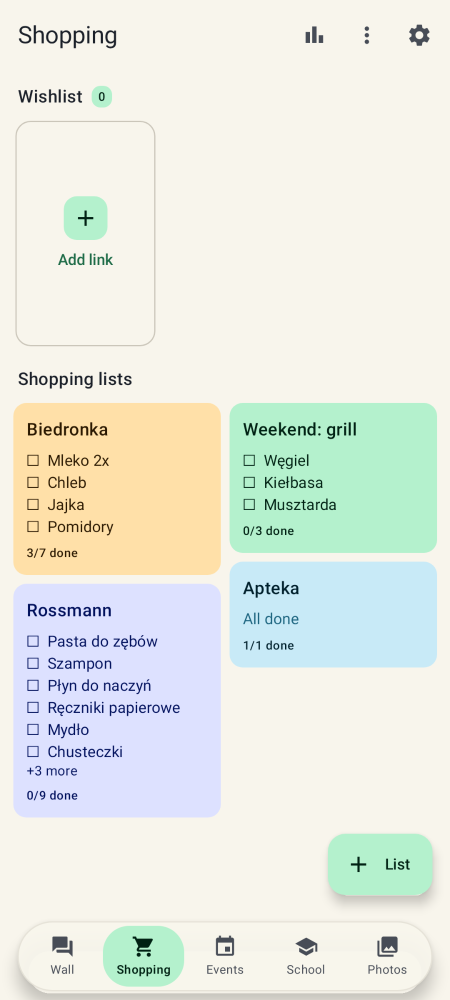 Shopping
Wishlist 0
Add link
Shopping lists
Biedronka
Mleko 2x
Chleb
Jajka
Pomidory
3/7 done
Weekend: grill
Węgiel
Kiełbasa
Musztarda
0/3 done
Rossmann
Pasta do zębów
Szampon
Płyn do naczyń
Ręczniki papierowe
Mydło
Chusteczki
+3 more
0/9 done
Apteka
All done
1/1 done
List
Wall
Shopping
Events
School
Photos